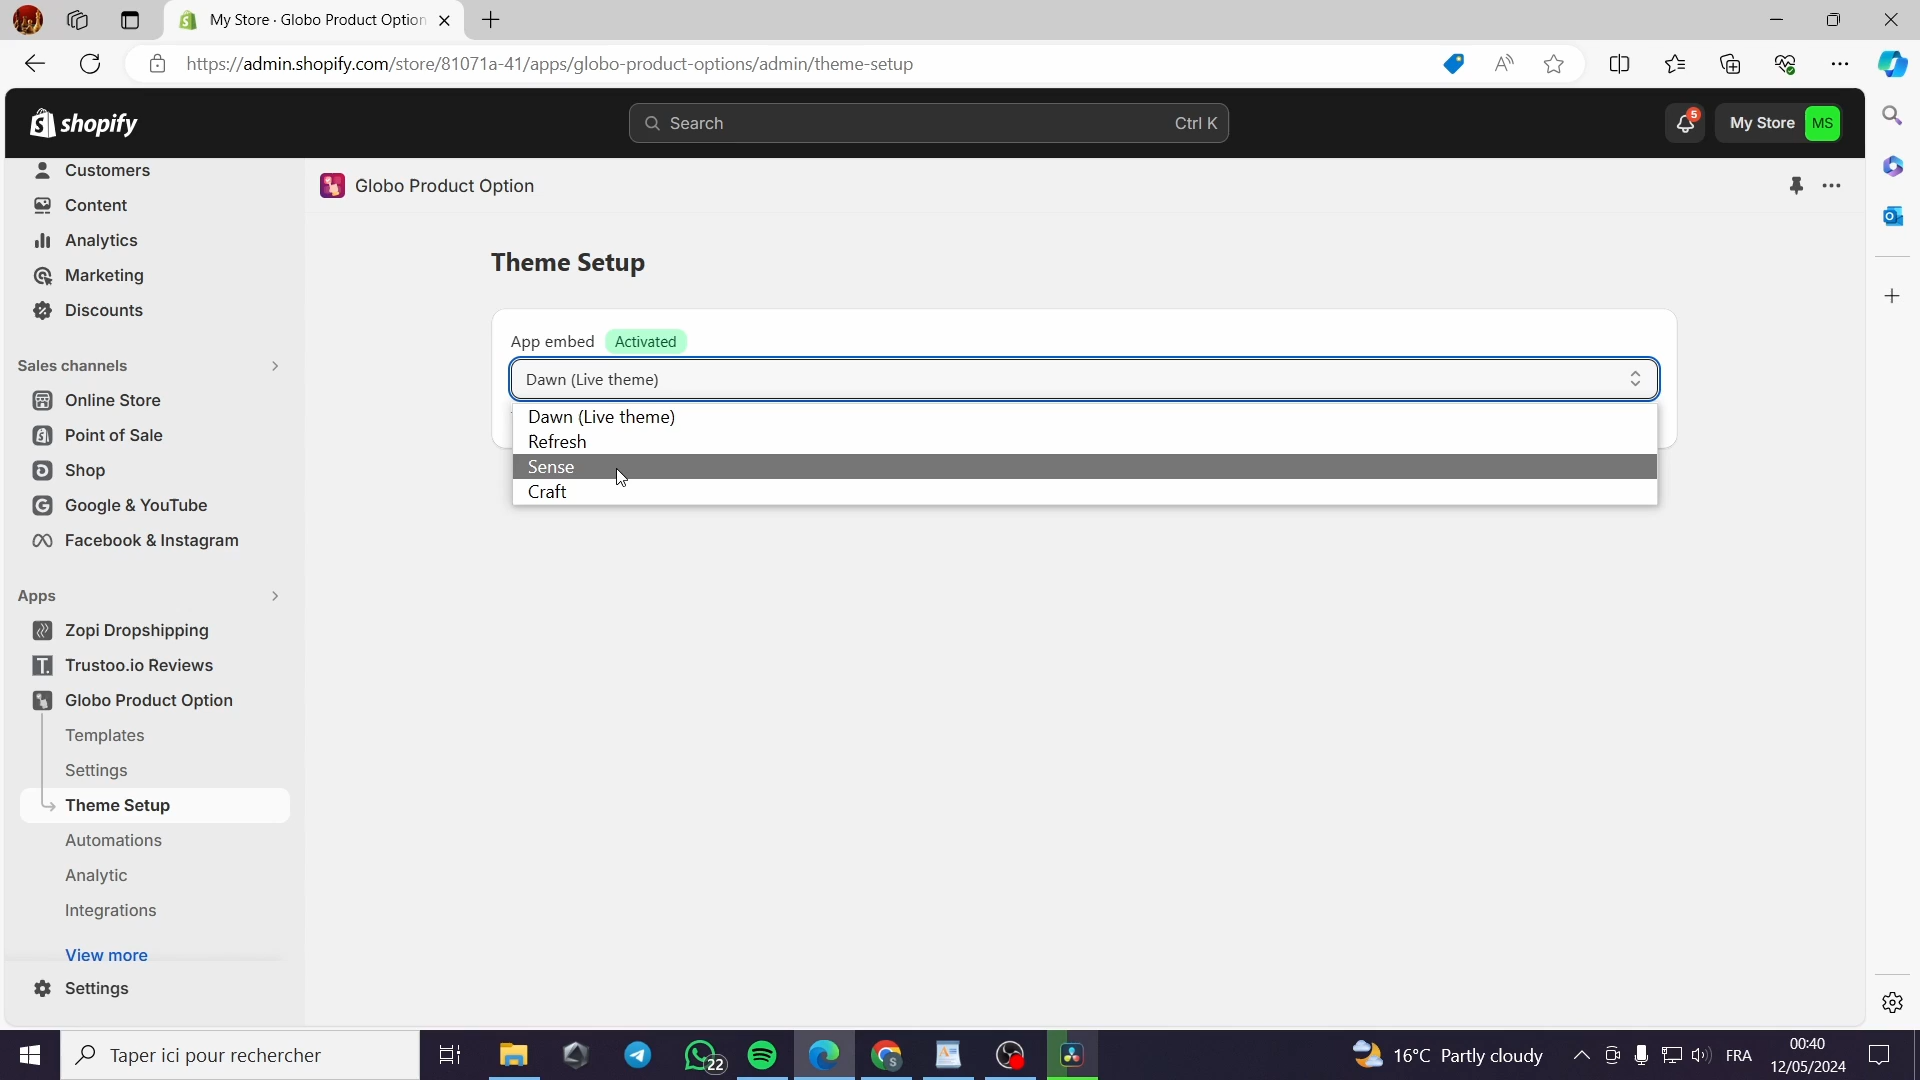 My Store · Globo Product Option
https://admin.shopify.com/store/81071a-41/apps/globo-product-options/admin/theme-setup
shopify
Search
Ctrl K
5
My Store
MS
Customers
Content
Analytics
Marketing
Discounts
Sales channels
Online Store
Point of Sale
Shop
Google & YouTube
Facebook & Instagram
Apps
Zopi Dropshipping
Trustoo.io Reviews
Globo Product Option
Templates
Settings
Theme Setup
Automations
Analytic
Integrations
View more
Settings
Globo Product Option
Theme Setup
App embed
Activated
Dawn (Live theme)
Dawn (Live theme)
Refresh
Sense
Craft
Taper ici pour rechercher
22
16°C Partly cloudy
FRA
00:40
12/05/2024